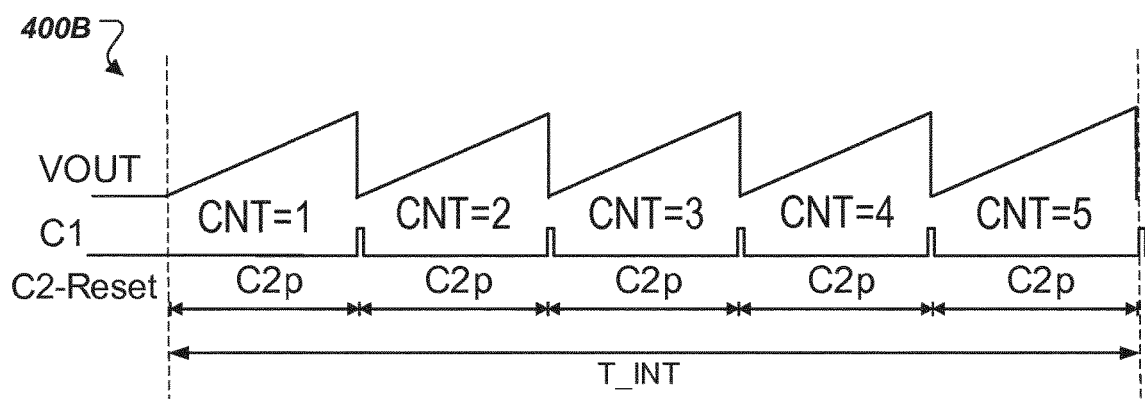 400B
VOUT
CNT=1 CNT=2 CNT=3 CNT=4 CNT=5
C1
C2-Reset C2p C2p C2p C2p C2p
T_INT